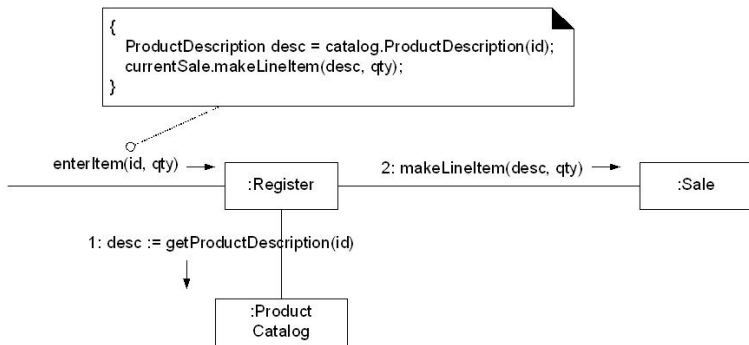 {
ProductDescription desc = catalog.ProductDescription(id);
currentSale.makeLineItem(desc, qty);
}
enterItem(id, qty)
2: makeLineItem(desc, qty)
:Register
:Sale
1: desc := getProductDescription(id)
:Product
Catalog